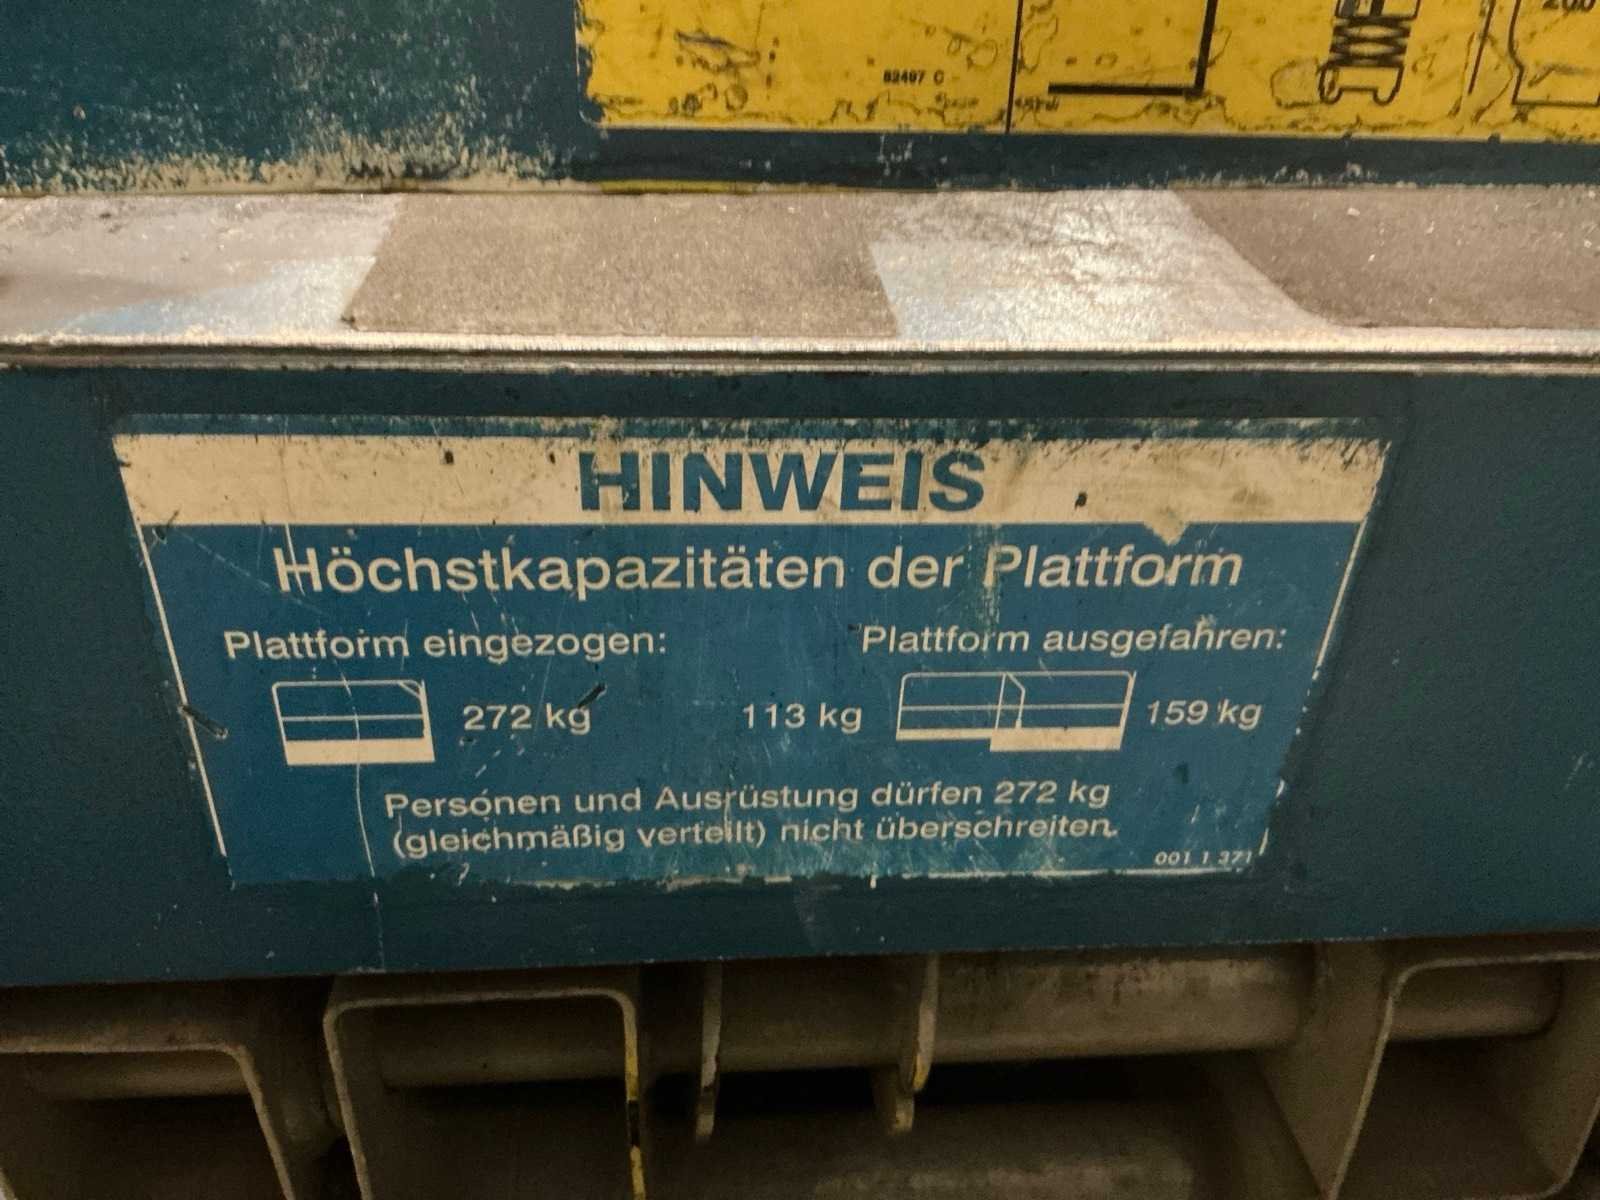 82497 C
HINWEIS
Höchstkapazitäten der Plattform
Plattform eingezogen: Plattform ausgefahren:
272 kg 113 kg 159 kg
Personen und Ausrüstung dürfen 272 kg
(gleichmäßig verteilt) nicht überschreiten.
001 1 371